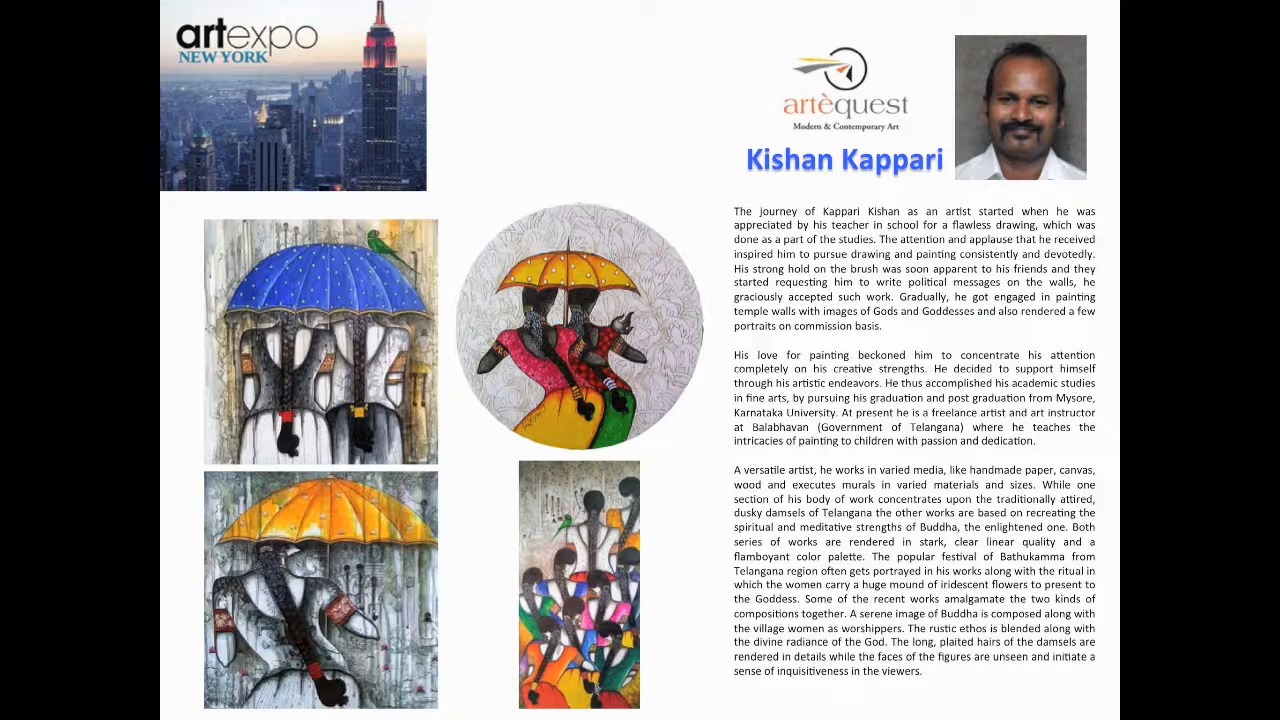 artexpo
NEW YORK
artèquest
Modern & Contemporary Art
Kishan Kappari
The journey of Kappari Kishan as an artist started when he was
appreciated by his teacher in school for a flawless drawing, which was
done as a part of the studies. The attention and applause that he received
inspired him to pursue drawing and painting consistently and devotedly.
His strong hold on the brush was soon apparent to his friends and they
started requesting him to write political messages on the walls, he
graciously accepted such work. Gradually, he got engaged in painting
temple walls with images of Gods and Goddesses and also rendered a few
portraits on commission basis.
His love for painting beckoned him to concentrate his attention
completely on his creative strengths. He decided to support himself
through his artistic endeavors. He thus accomplished his academic studies
in fine arts, by pursuing his graduation and post graduation from Mysore,
Karnataka University. At present he is a freelance artist and art instructor
at Balabhavan (Government of Telangana) where he teaches the
intricacies of painting to children with passion and dedication.
A versatile artist, he works in varied media, like handmade paper, canvas,
wood and executes murals in varied materials and sizes. While one
section of his body of work concentrates upon the traditionally attired,
dusky damsels of Telangana the other works are based on recreating the
spiritual and meditative strengths of Buddha, the enlightened one. Both
series of works are rendered in stark, clear linear quality and a
flamboyant color palette. The popular festival of Bathukamma from
Telangana region often gets portrayed in his works along with the ritual in
which the women carry a huge mound of iridescent flowers to present to
the Goddess. Some of the recent works amalgamate the two kinds of
compositions together. A serene image of Buddha is composed along with
the village women as worshippers. The rustic ethos is blended along with
the divine radiance of the God. The long, plaited hairs of the damsels are
rendered in details while the faces of the figures are unseen and initiate a
sense of inquisitiveness in the viewers.